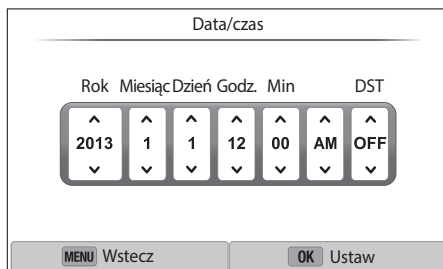 Data/czas
Rok Miesiąc Dzień Godz. Min DST
2013 1 1 12 00 AM OFF
MENU Wstecz OK Ustaw